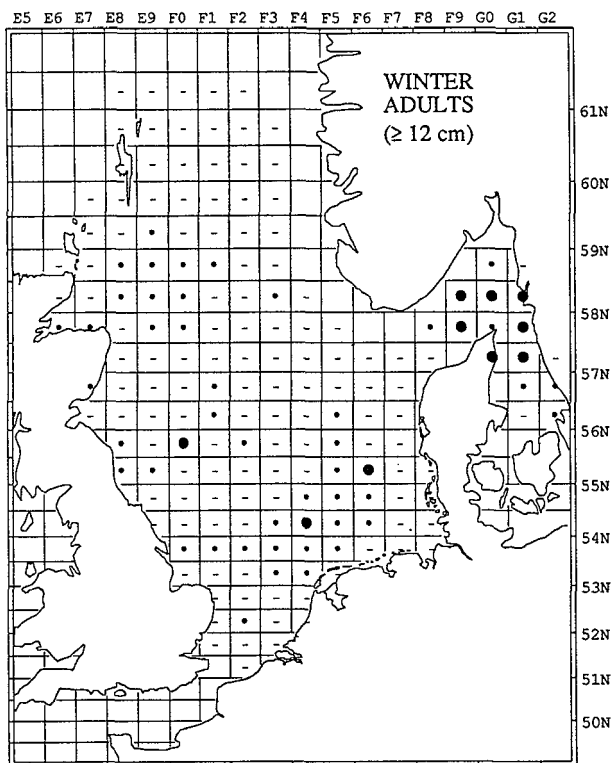 E5 E6 E7 E8 E9 F0 F1 F2 F3 F4 F5 F6 F7 F8 F9 G0 G1 G2
WINTER
ADULTS
(≥ 12 cm)
61N
60N
59N
58N
57N
56N
55N
54N
53N
52N
51N
50N